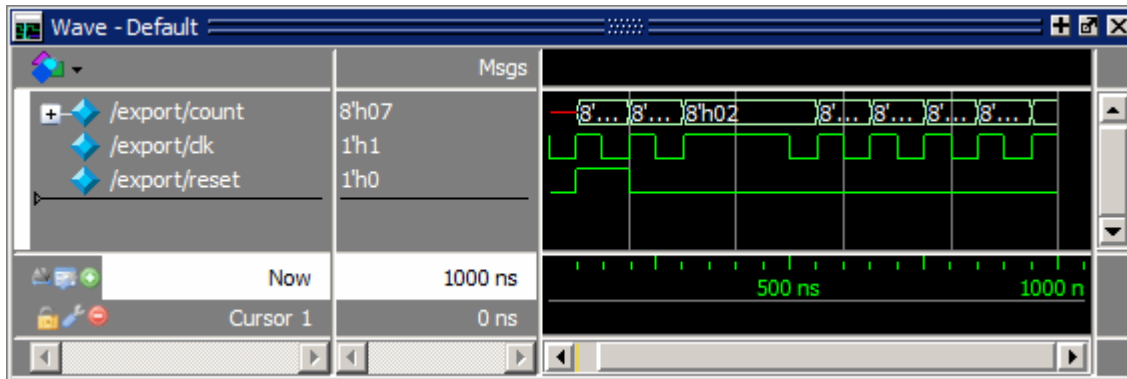 Wave - Default
Msgs
/export/count 8'h07 8'... 8'... 8'h02 8'... 8'... 8'... 8'...
/export/clk 1'h1
/export/reset 1'h0
Now 1000 ns 500 ns 1000 n
Cursor 1 0 ns